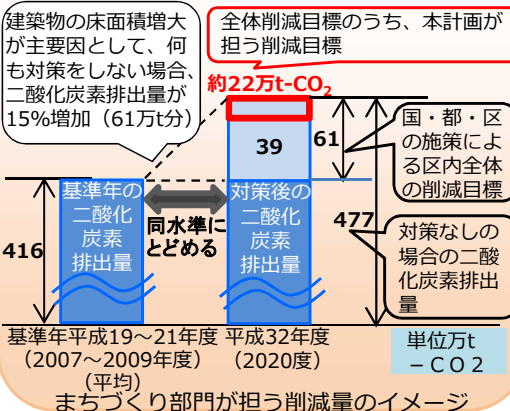 建築物の床面積増大
が主要因として、何
も対策をしない場合、
二酸化炭素排出量が
15%増加（61万t分）
全体削減目標のうち、本計画が
担う削減目標
約22万t-CO2
39
61
国・都・区
の施策によ
る区内全体
の削減目標
基準年の
二酸化
炭素
排出量
416
同水準に
とどめる
対策後の
二酸化
炭素
排出量
477
対策なしの
場合の二酸
化炭素排出
量
基準年平成19～21年度
（2007～2009年度）
（平均）
平成32年度
（2020度）
単位万t
－CO2
まちづくり部門が担う削減量のイメージ